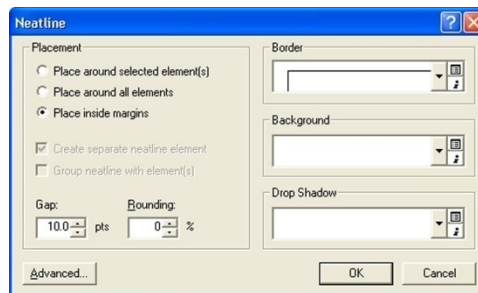 Neatline
Placement
Place around selected element(s)
Place around all elements
Place inside margins
Create separate neatline element
Group neatline with element(s)
Gap: Rounding:
10.0 pts 0 %
Border
Background
Drop Shadow
Advanced... OK Cancel